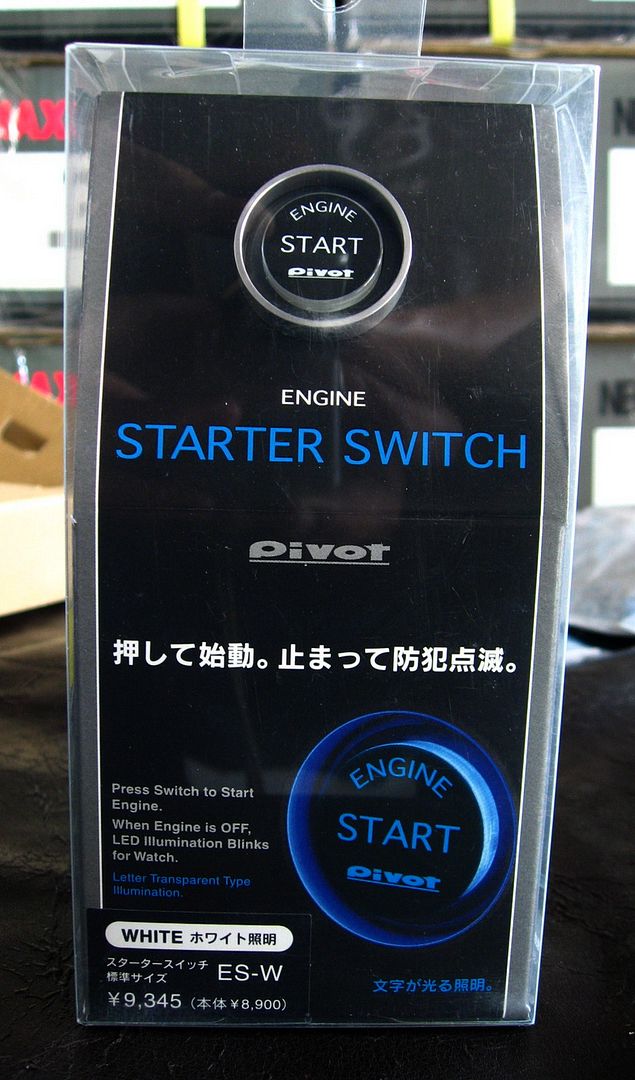 ENGINE
START
Pivot
ENGINE
STARTER SWITCH
Pivot
押して始動。止まって防犯点滅。
Press Switch to Start
Engine.
When Engine is OFF,
LED Illumination Blinks
for Watch.
Letter Transparent Type
Illumination.
ENGINE
START
Pivot
WHITE ホワイト照明
スタータースイッチ
標準サイズ
ES-W
¥9,345（本体¥8,900）
文字が光る照明。